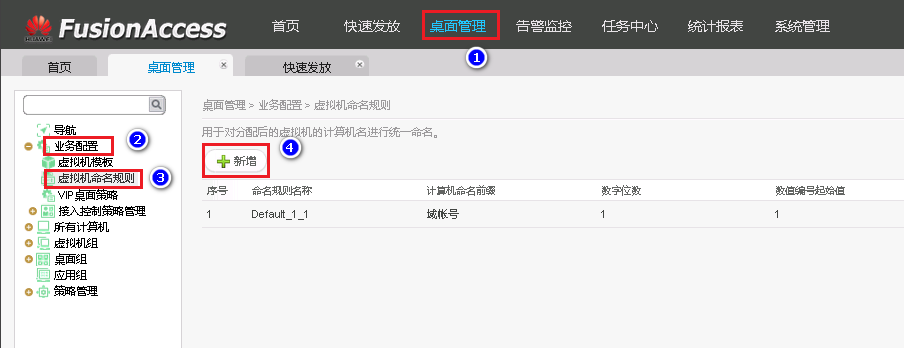 HUAWEI FusionAccess 首页 快速发放 桌面管理 告警监控 任务中心 统计报表 系统管理
1
首页 桌面管理 快速发放
桌面管理 > 业务配置 > 虚拟机命名规则
用于对分配后的虚拟机的计算机名进行统一命名。
导航
业务配置 2
虚拟机模板
虚拟机命名规则 3
VIP桌面策略
接入控制策略管理
所有计算机
虚拟机组
桌面组
应用组
策略管理
新增 4
序号 命名规则名称 计算机命名前缀 数字位数 数值编号起始值
1 Default_1_1 域帐号 1 1